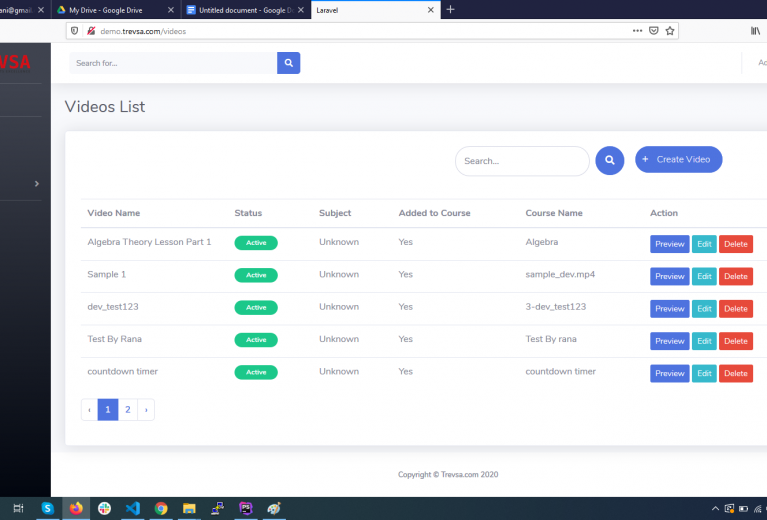 ani@gmail.
My Drive - Google Drive
Untitled document - Google D
Laravel
demo.trevsa.com/videos
VSA
Search for...
Ad
Videos List
Search...
+ Create Video
Video Name Status Subject Added to Course Course Name Action
Algebra Theory Lesson Part 1 Active Unknown Yes Algebra Preview Edit Delete
Sample 1 Active Unknown Yes sample_dev.mp4 Preview Edit Delete
dev_test123 Active Unknown Yes 3-dev_test123 Preview Edit Delete
Test By Rana Active Unknown Yes Test By rana Preview Edit Delete
countdown timer Active Unknown Yes countdown timer Preview Edit Delete
‹ 1 2 ›
Copyright © Trevsa.com 2020